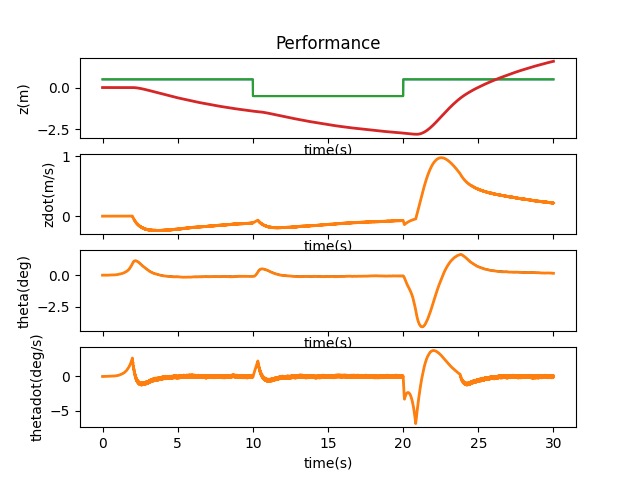 Performance
z(m)
0.0
−2.5
time(s)
zdot(m/s)
1
0
time(s)
theta(deg)
0.0
−2.5
time(s)
thetadot(deg/s)
0
−5
0 5 10 15 20 25 30
time(s)